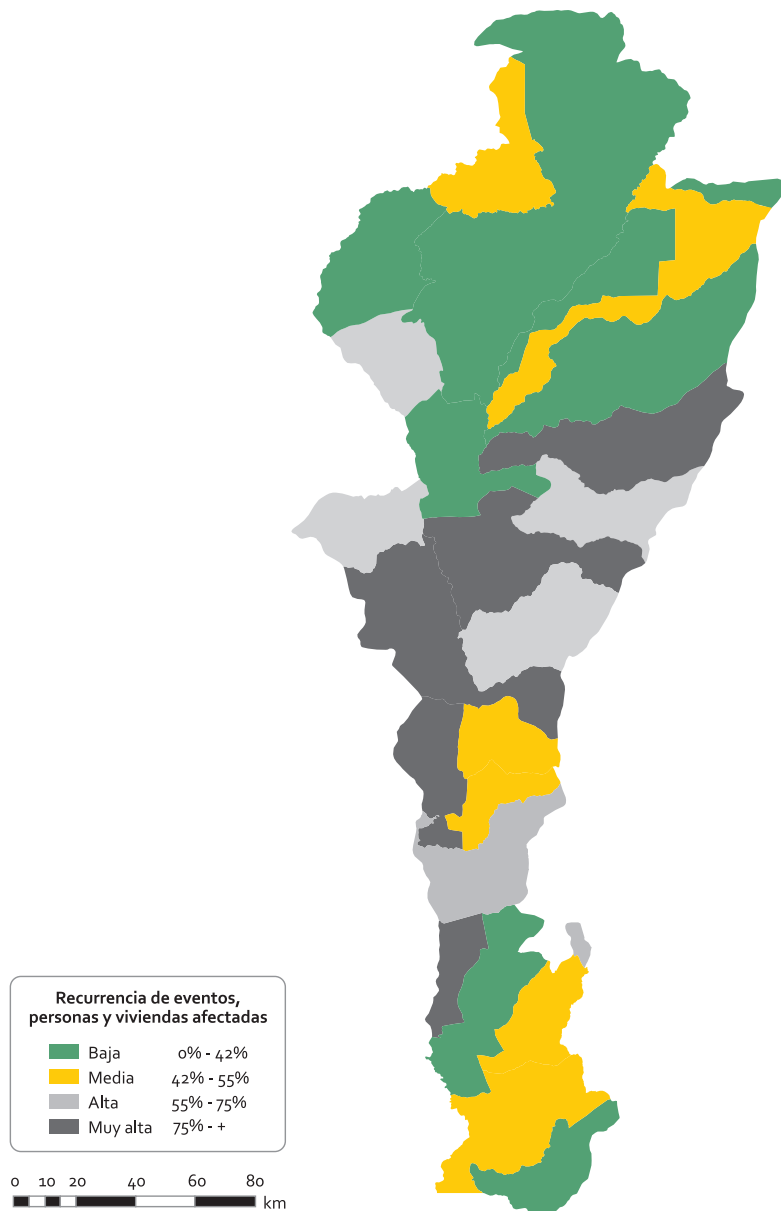 Recurrencia de eventos,
personas y viviendas afectadas
Baja 0% - 42%
Media 42% - 55%
Alta 55% - 75%
Muy alta 75% - +
0 10 20 40 60 80
km